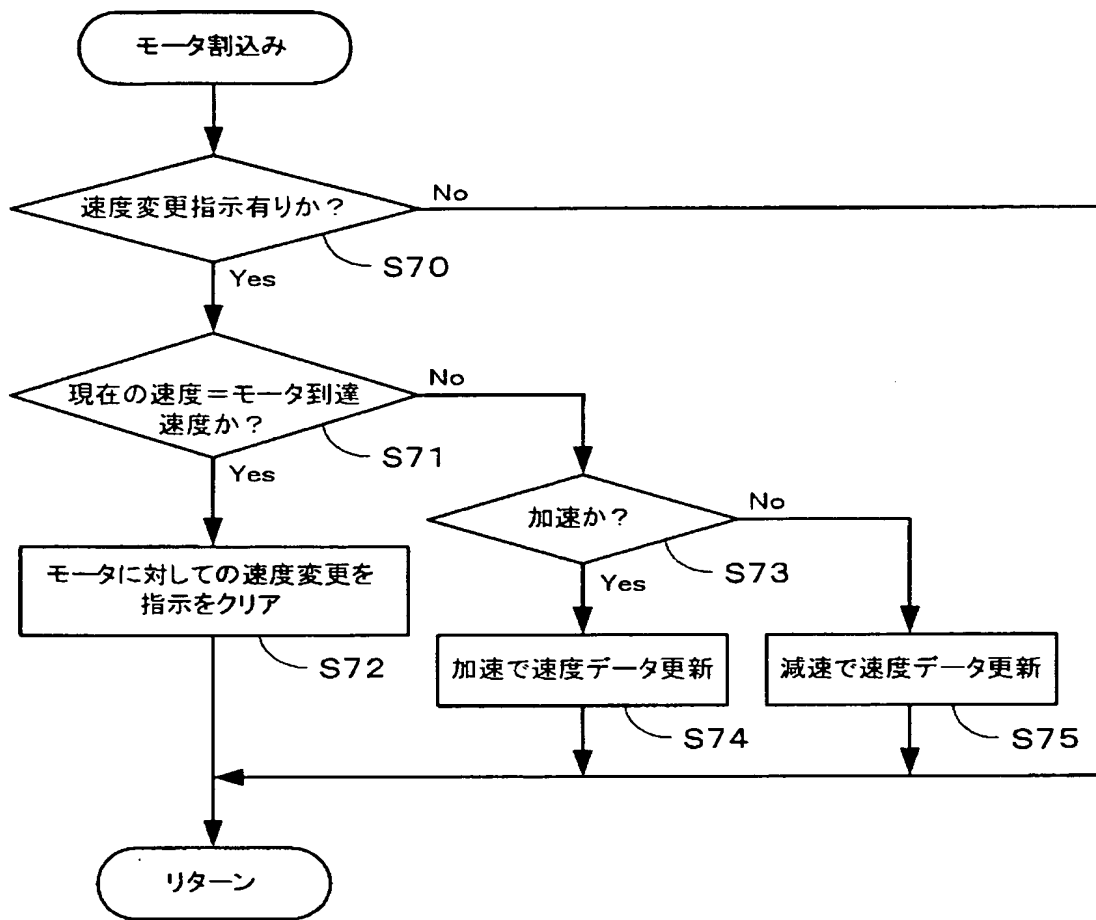 モータ割込み
速度変更指示有りか？
No
S70
Yes
現在の速度＝モータ到達
速度か？
No
S71
Yes
加速か？
No
S73
Yes
モータに対しての速度変更を
指示をクリア
S72
加速で速度データ更新
減速で速度データ更新
S74
S75
リターン